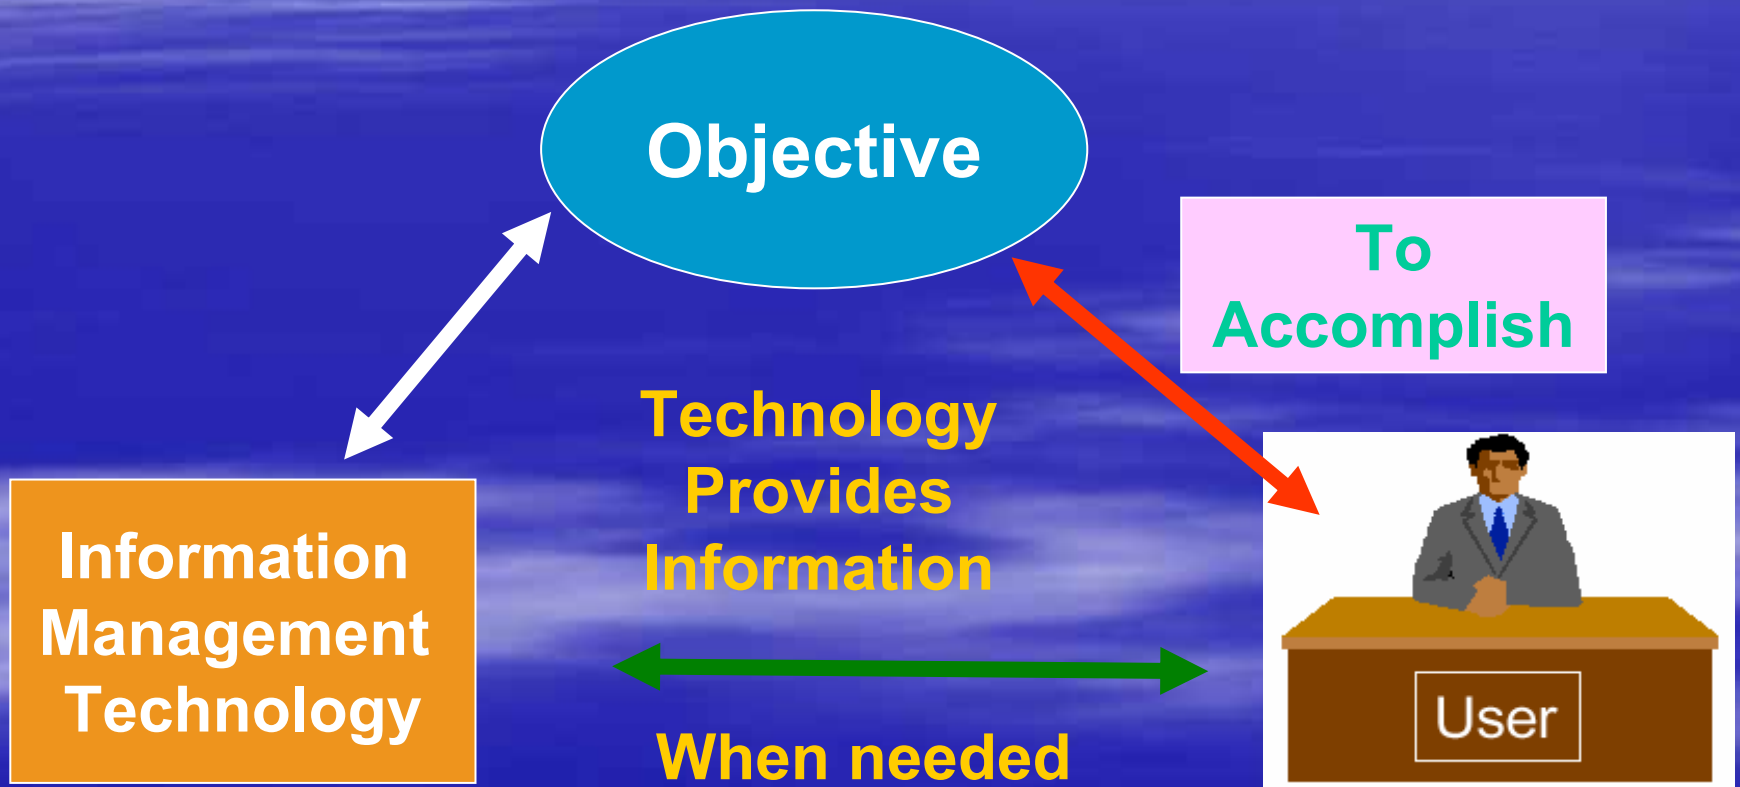 Objective
To
Accomplish
Technology
Provides
Information
Information
Management
Technology
User
When needed